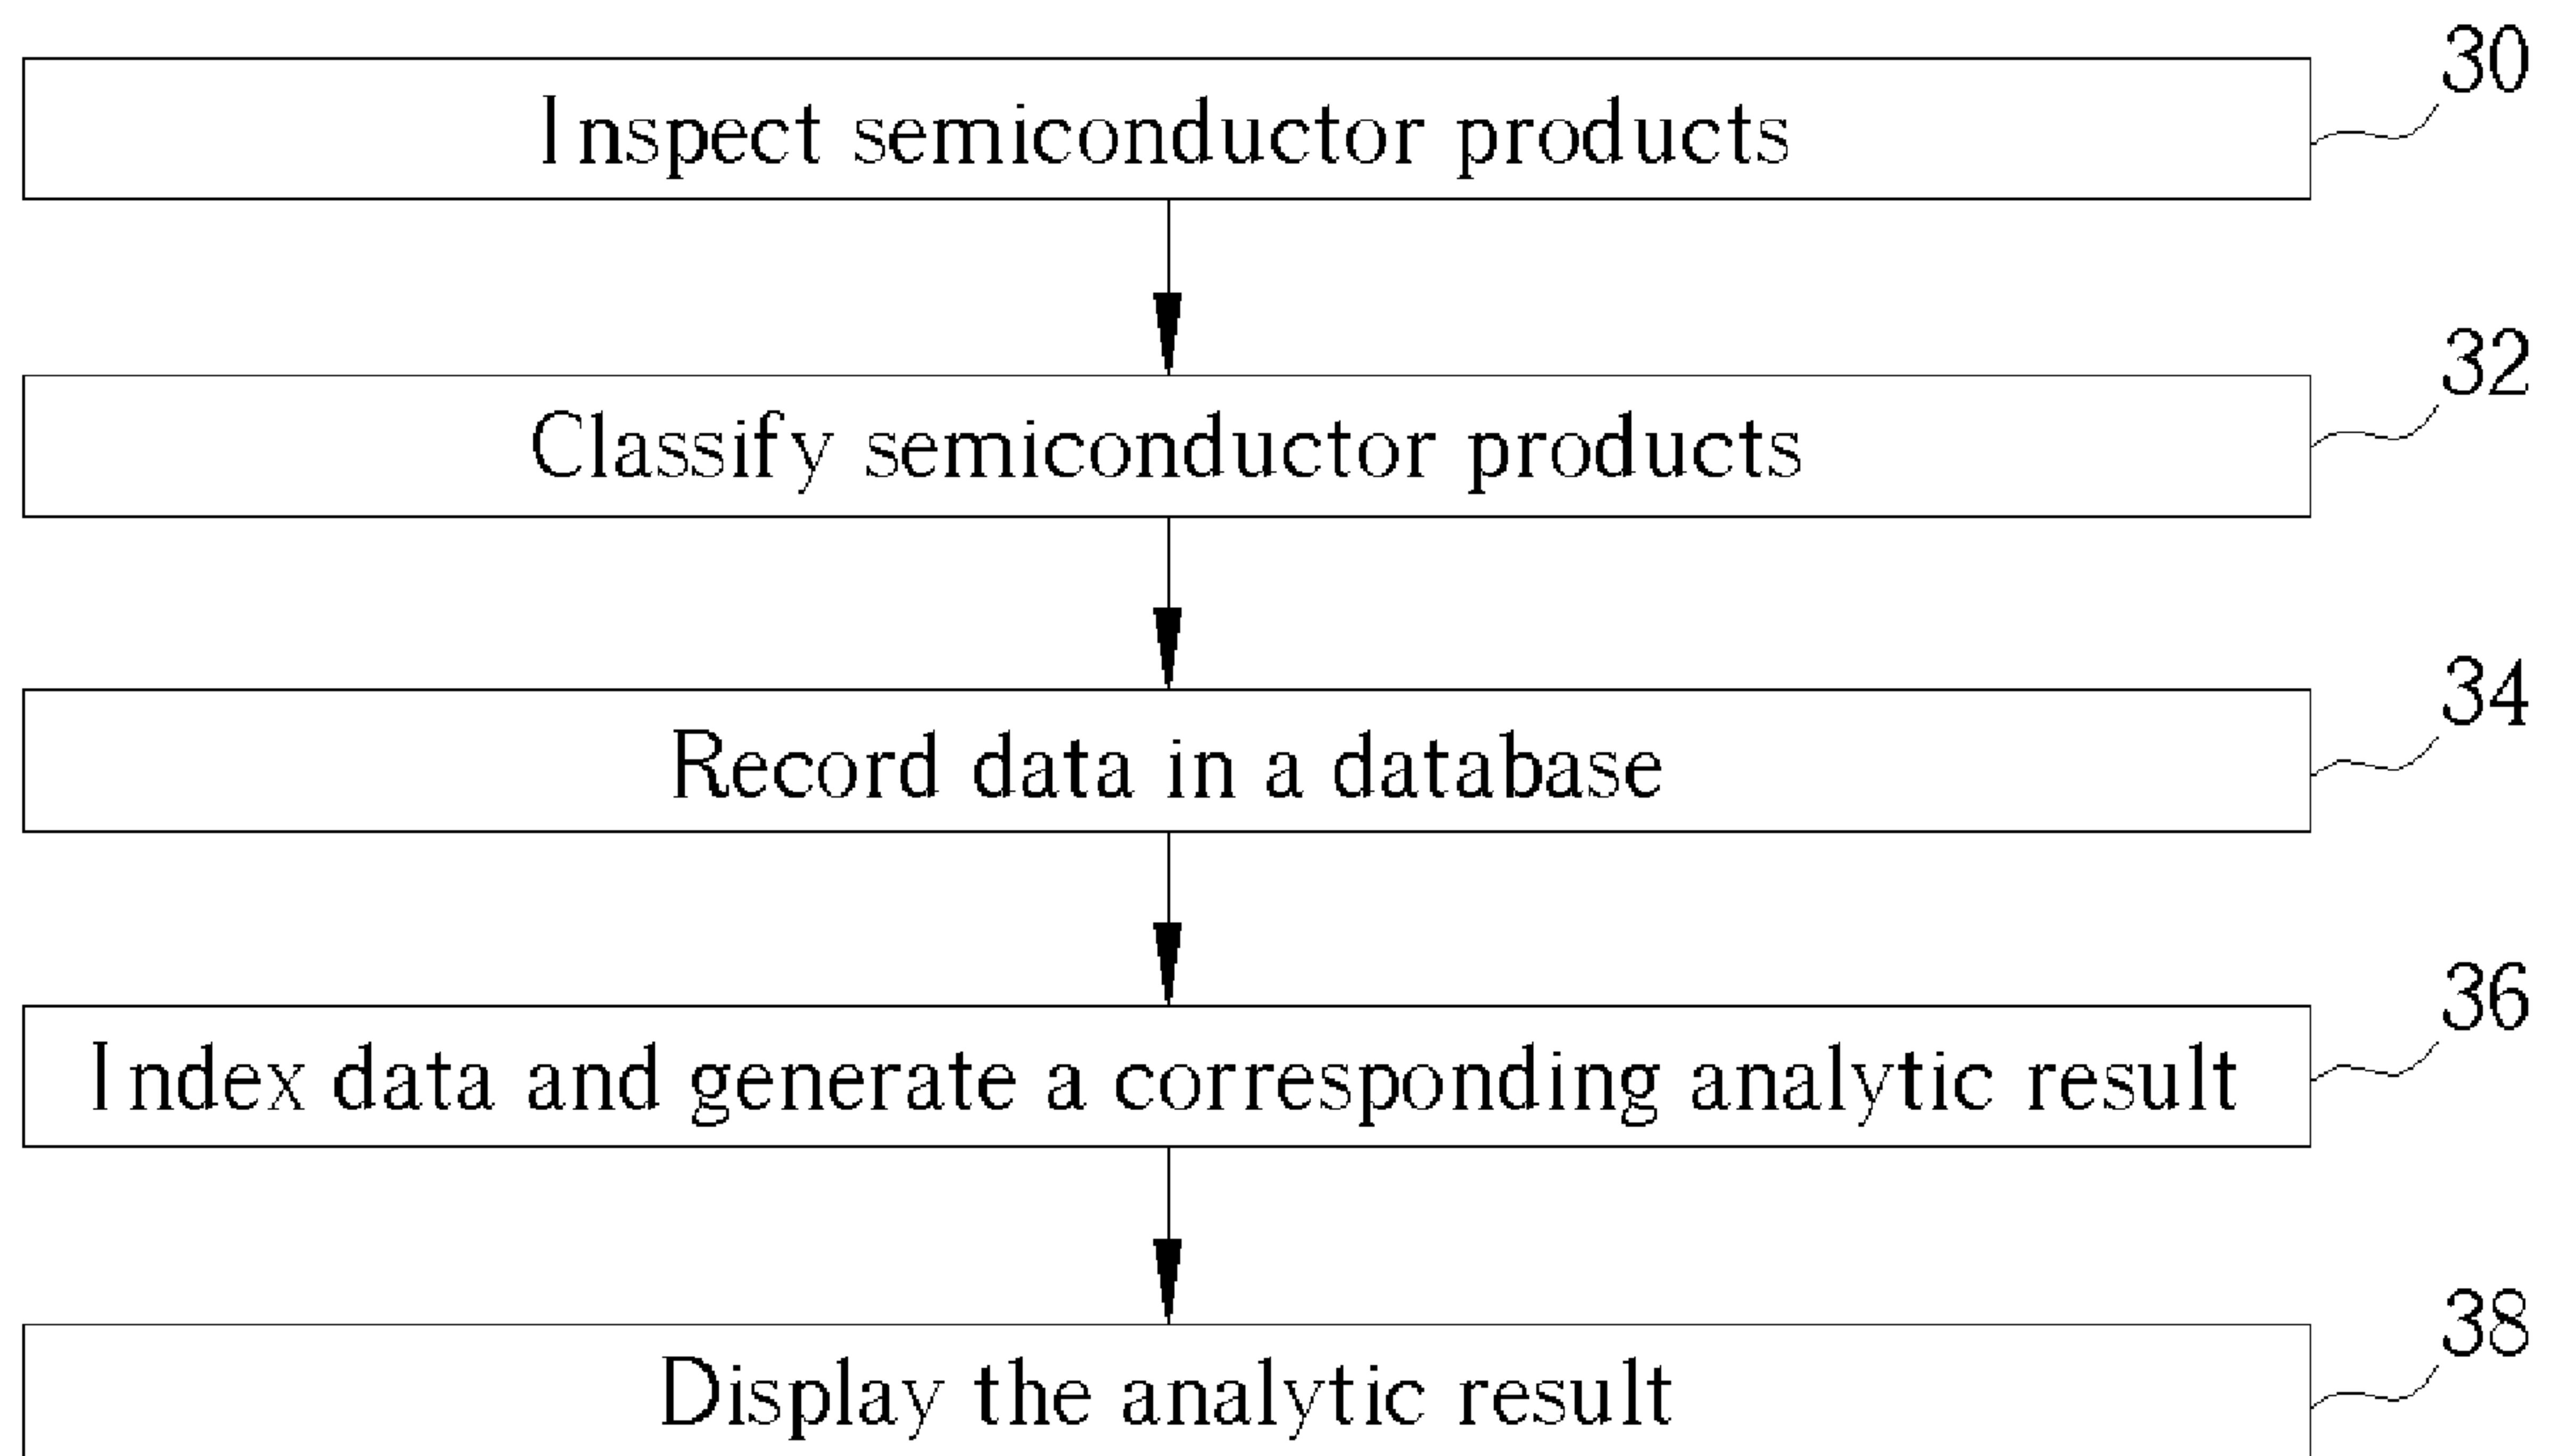 30
Inspect semiconductor products
32
Classify semiconductor products
34
Record data in a database
36
Index data and generate a corresponding analytic result
38
Display the analytic result